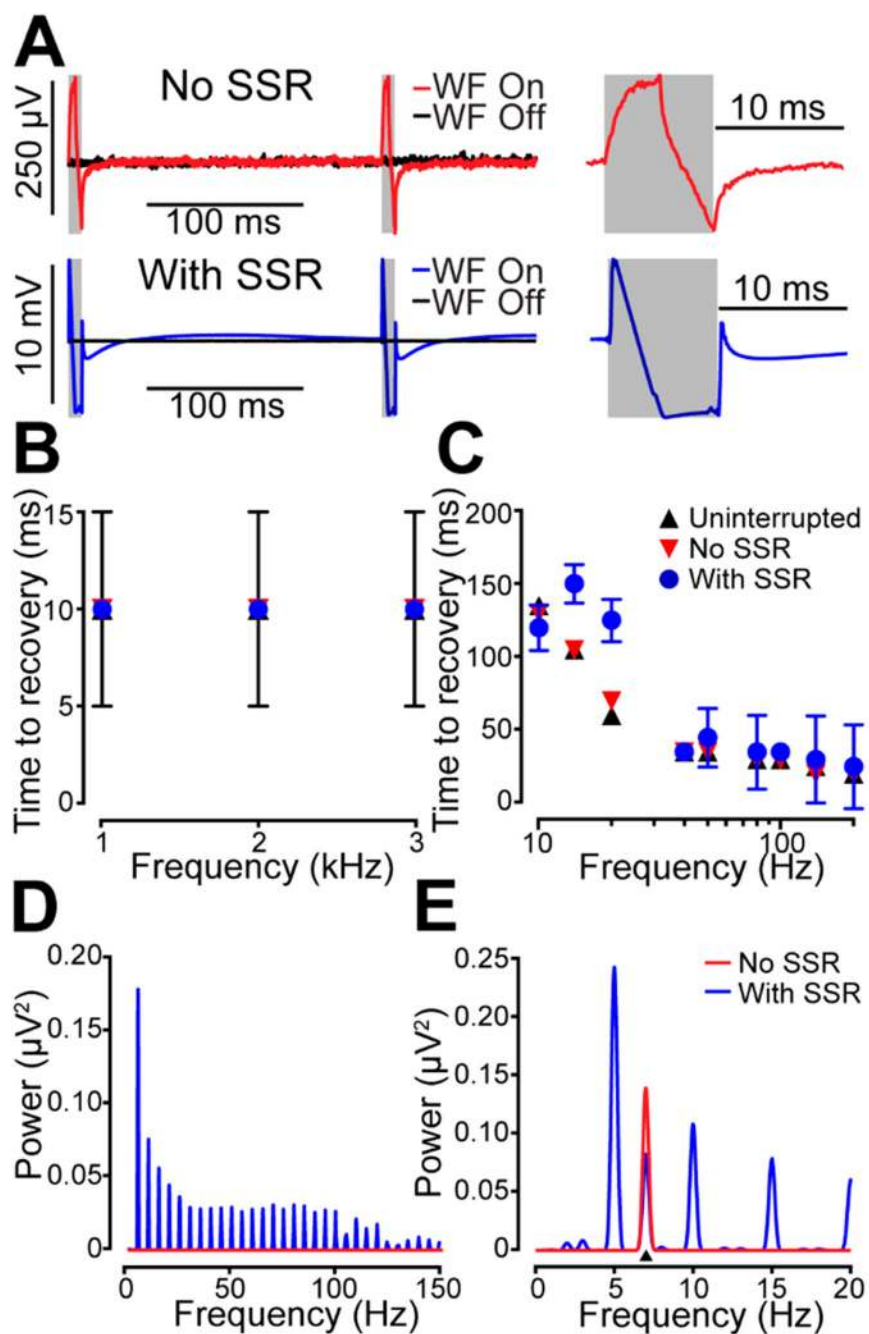 A
No SSR
WF On
WF Off
10 ms
250 µV
100 ms
With SSR
WF On
WF Off
10 ms
10 mV
100 ms
B
Time to recovery (ms)
15
10
5
0
1
2
3
Frequency (kHz)
C
Time to recovery (ms)
200
150
100
50
0
Uninterrupted
No SSR
With SSR
10
100
Frequency (Hz)
D
Power (µV²)
0.20
0.15
0.10
0.05
0
0
50
100
150
Frequency (Hz)
E
Power (µV²)
0.25
0.20
0.15
0.10
0.05
0
No SSR
With SSR
0
5
10
15
20
Frequency (Hz)